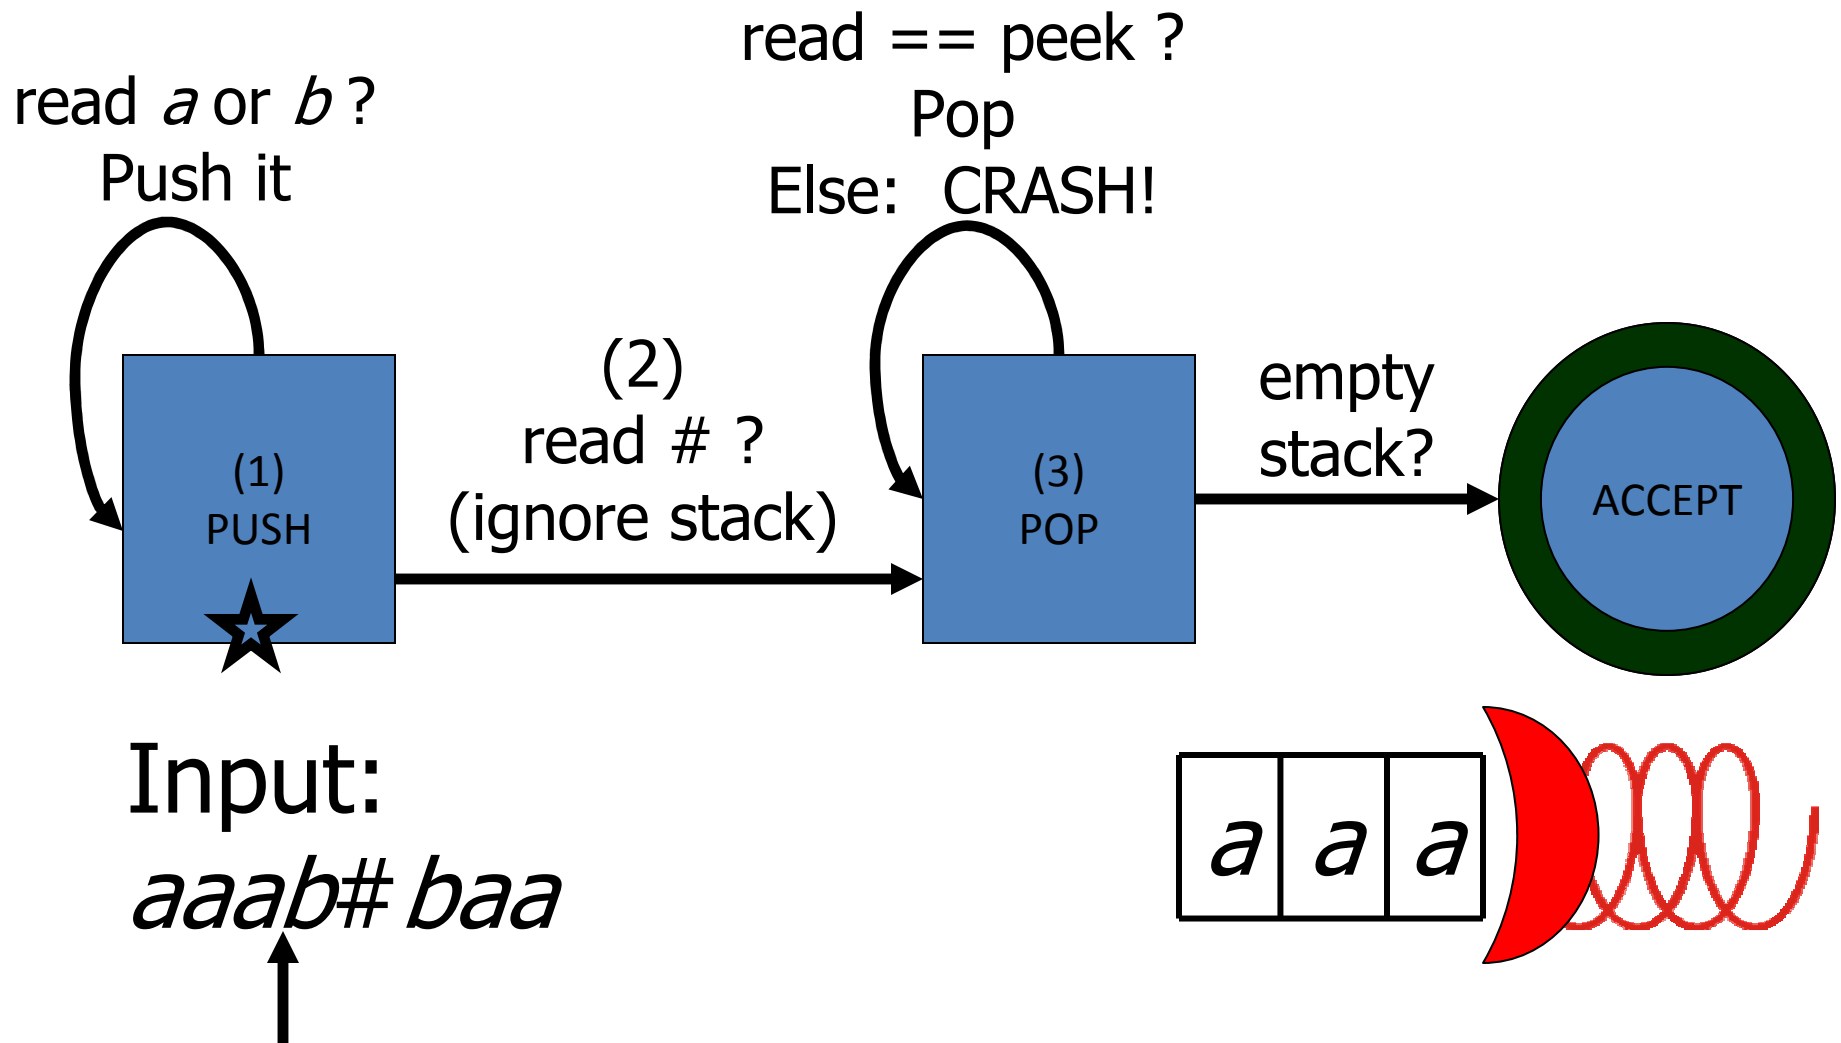 read a or b ?
Push it
read == peek ?
Pop
Else: CRASH!
(1)
PUSH
(2)
read # ?
(ignore stack)
(3)
POP
empty
stack?
ACCEPT
Input:
aaab# baa
a a a